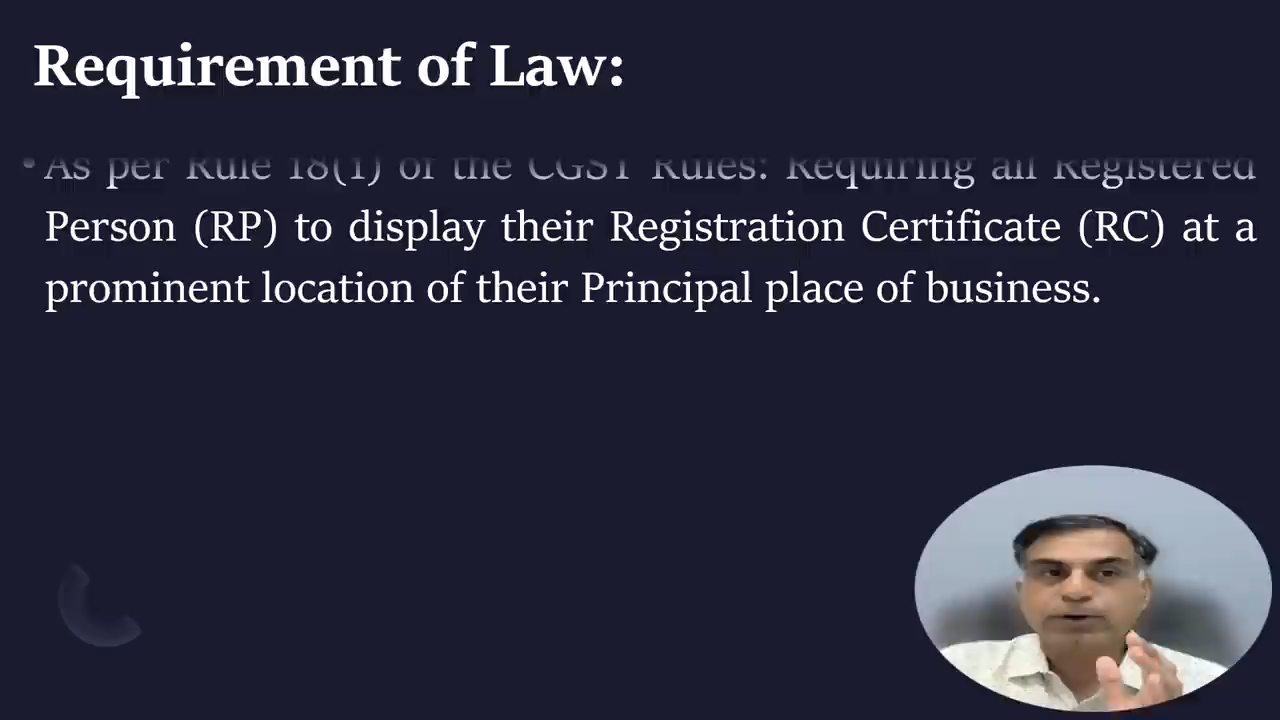 Requirement of Law:
• As per Rule 18(1) of the CGST Rules: Requiring all Registered
Person (RP) to display their Registration Certificate (RC) at a
prominent location of their Principal place of business.